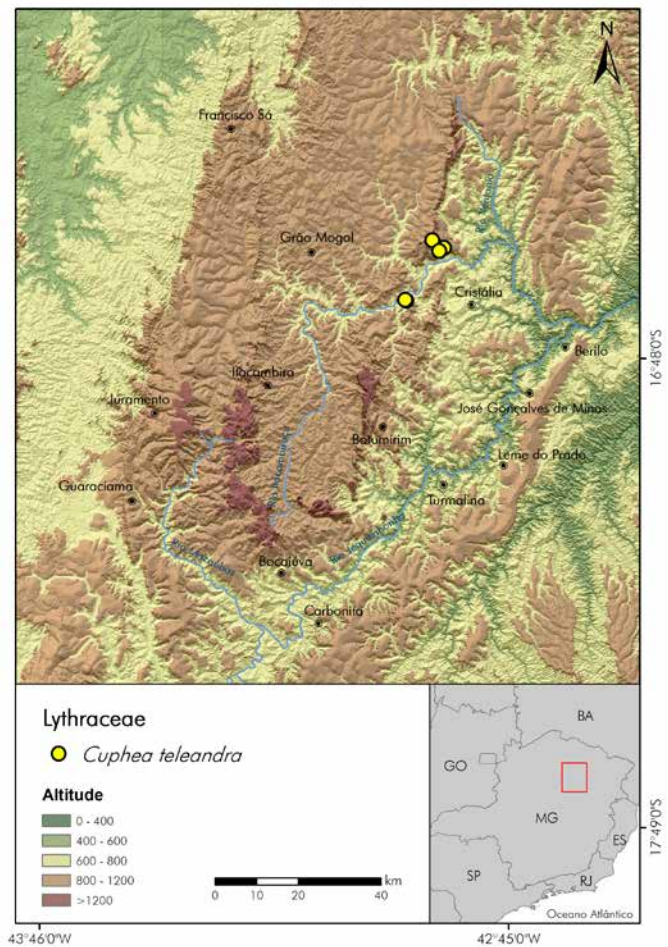 N
Francisco Sá
Grão Mogol
Cristália
16°48'0"S
Berilo
Itacambira
Juramento
José Gonçalves de Minas
Botumirim
Leme do Prado
Guaraciama
Turmalina
Rio Jequitinhonha
Bocaiúva
Carbonita
Lythraceae
Cuphea teleandra
Altitude
0 - 400
400 - 600
600 - 800
800 - 1200
>1200
0 10 20 40 km
BA
GO
MG
ES
SP
RJ
Oceano Atlântico
17°49'0"S
43°46'0"W
42°45'0"W